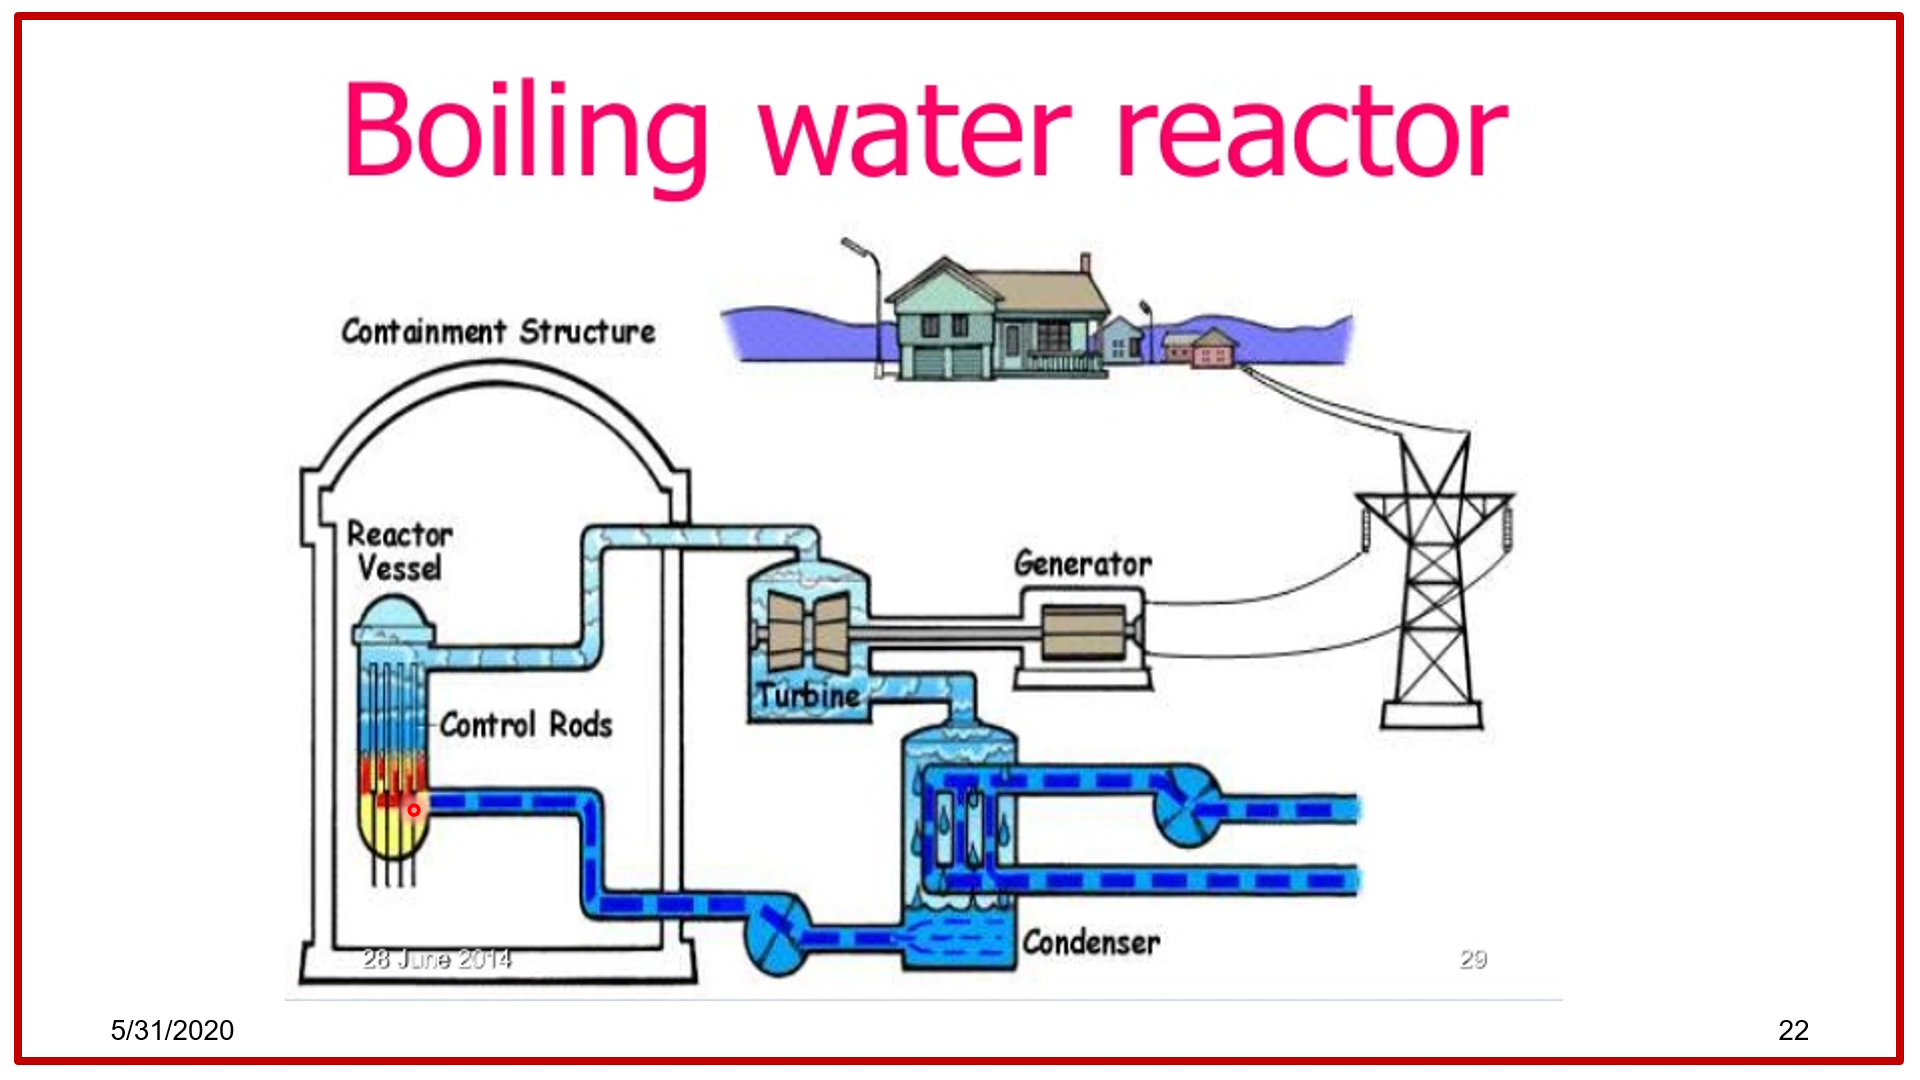 Boiling water reactor
Containment Structure
Reactor
Vessel
Generator
Turbine
Control Rods
Condenser
28 June 2014
29
5/31/2020
22